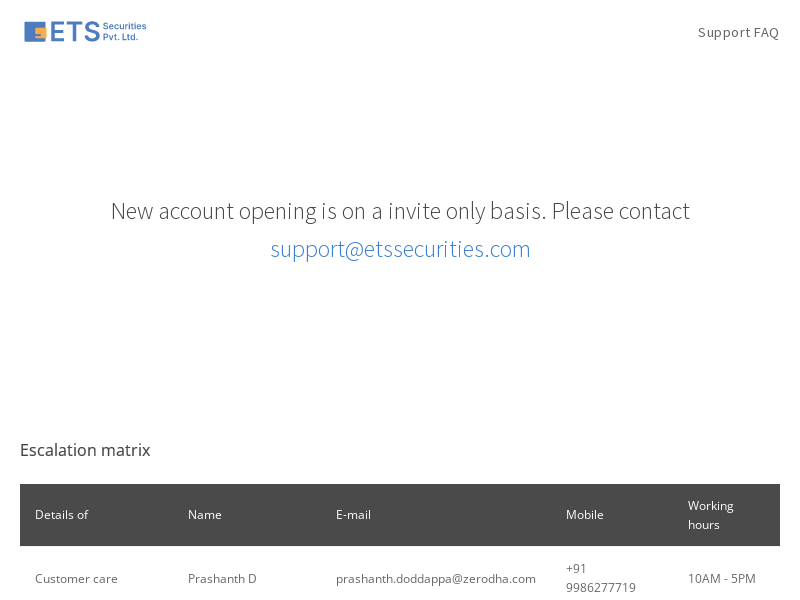 ETS Securities Pvt. Ltd.
Support FAQ
New account opening is on a invite only basis. Please contact
support@etssecurities.com
Escalation matrix
Details of Name E-mail Mobile Working hours
Customer care Prashanth D prashanth.doddappa@zerodha.com +91 9986277719 10AM - 5PM